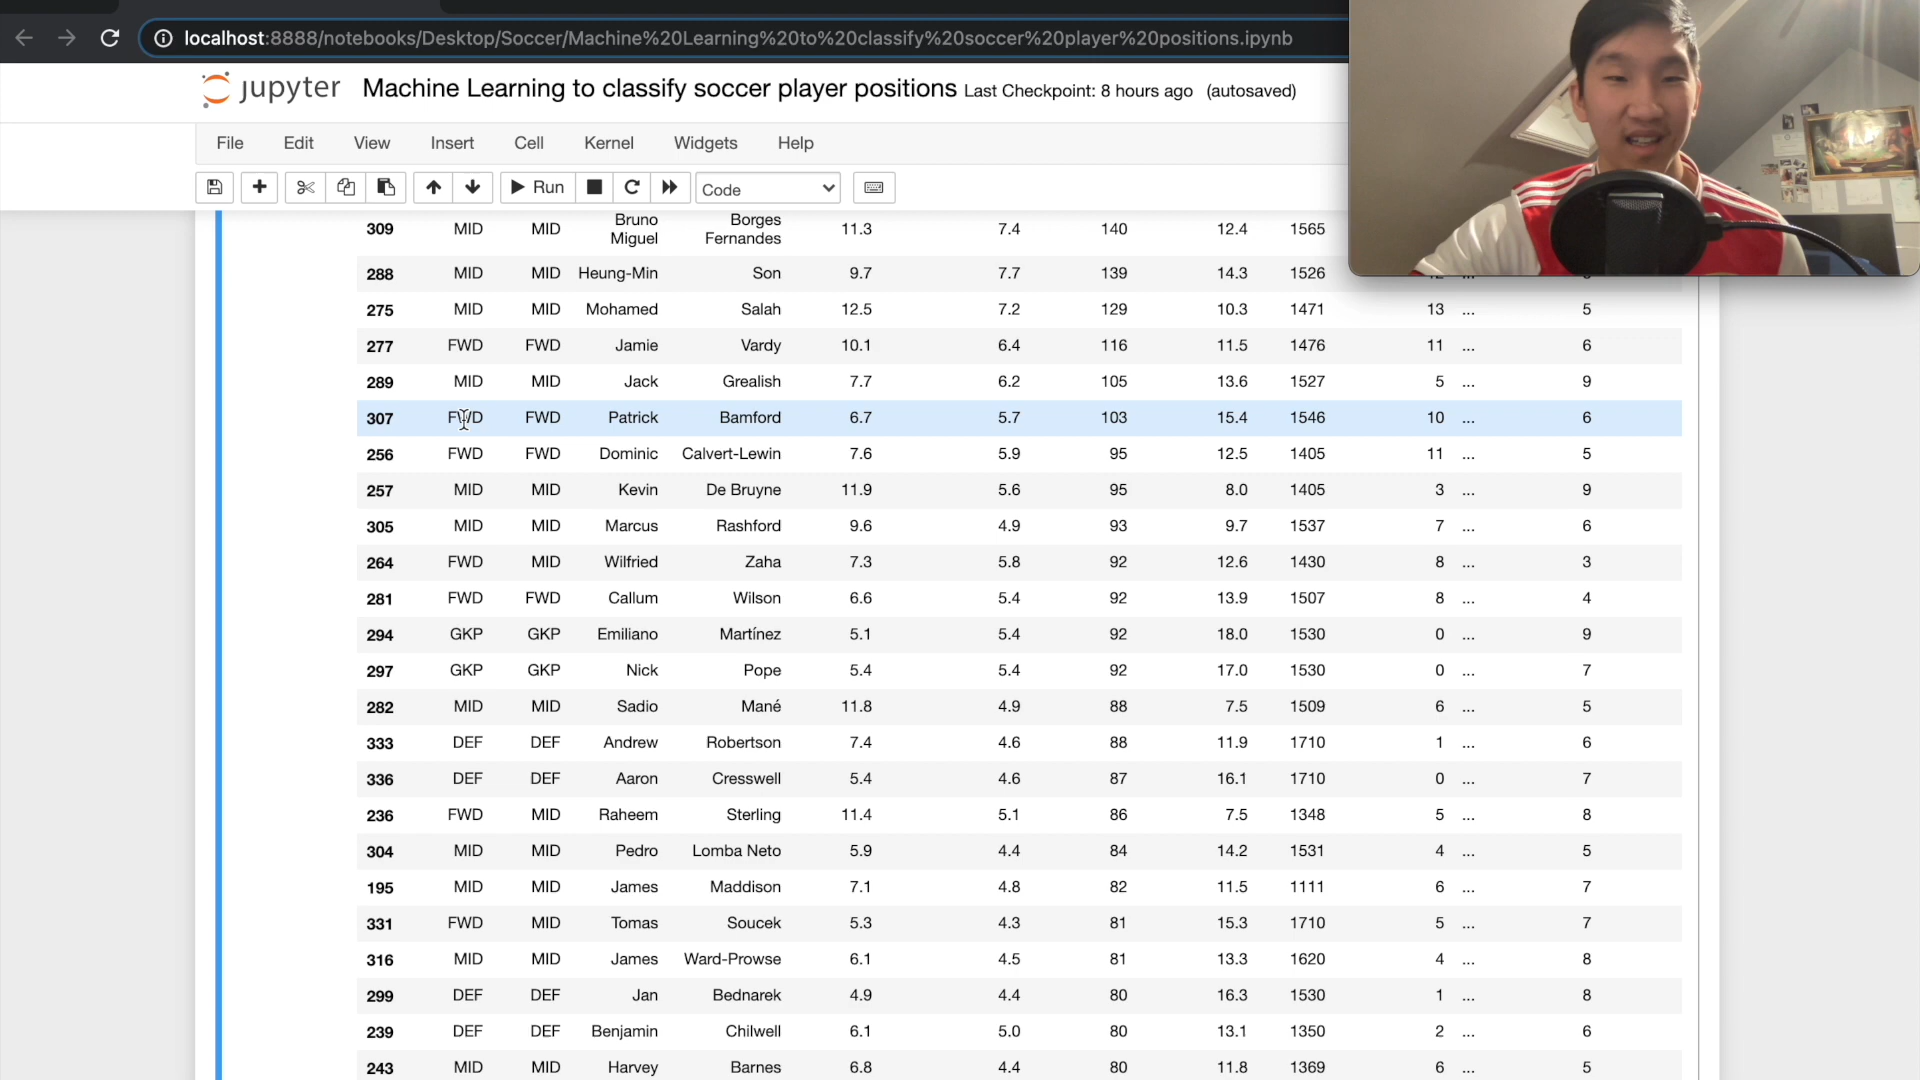 localhost:8888/notebooks/Desktop/Soccer/Machine%20Learning%20to%20classify%20soccer%20player%20positions.ipynb
jupyter Machine Learning to classify soccer player positions Last Checkpoint: 8 hours ago (autosaved)
File Edit View Insert Cell Kernel Widgets Help
Run Code
309 MID MID Bruno Miguel Borges Fernandes 11.3 7.4 140 12.4 1565
288 MID MID Heung-Min Son 9.7 7.7 139 14.3 1526
275 MID MID Mohamed Salah 12.5 7.2 129 10.3 1471 13 ... 5
277 FWD FWD Jamie Vardy 10.1 6.4 116 11.5 1476 11 ... 6
289 MID MID Jack Grealish 7.7 6.2 105 13.6 1527 5 ... 9
307 FWD FWD Patrick Bamford 6.7 5.7 103 15.4 1546 10 ... 6
256 FWD FWD Dominic Calvert-Lewin 7.6 5.9 95 12.5 1405 11 ... 5
257 MID MID Kevin De Bruyne 11.9 5.6 95 8.0 1405 3 ... 9
305 MID MID Marcus Rashford 9.6 4.9 93 9.7 1537 7 ... 6
264 FWD MID Wilfried Zaha 7.3 5.8 92 12.6 1430 8 ... 3
281 FWD FWD Callum Wilson 6.6 5.4 92 13.9 1507 8 ... 4
294 GKP GKP Emiliano Martínez 5.1 5.4 92 18.0 1530 0 ... 9
297 GKP GKP Nick Pope 5.4 5.4 92 17.0 1530 0 ... 7
282 MID MID Sadio Mané 11.8 4.9 88 7.5 1509 6 ... 5
333 DEF DEF Andrew Robertson 7.4 4.6 88 11.9 1710 1 ... 6
336 DEF DEF Aaron Cresswell 5.4 4.6 87 16.1 1710 0 ... 7
236 FWD MID Raheem Sterling 11.4 5.1 86 7.5 1348 5 ... 8
304 MID MID Pedro Lomba Neto 5.9 4.4 84 14.2 1531 4 ... 5
195 MID MID James Maddison 7.1 4.8 82 11.5 1111 6 ... 7
331 FWD MID Tomas Soucek 5.3 4.3 81 15.3 1710 5 ... 7
316 MID MID James Ward-Prowse 6.1 4.5 81 13.3 1620 4 ... 8
299 DEF DEF Jan Bednarek 4.9 4.4 80 16.3 1530 1 ... 8
239 DEF DEF Benjamin Chilwell 6.1 5.0 80 13.1 1350 2 ... 6
243 MID MID Harvey Barnes 6.8 4.4 80 11.8 1369 6 ... 5